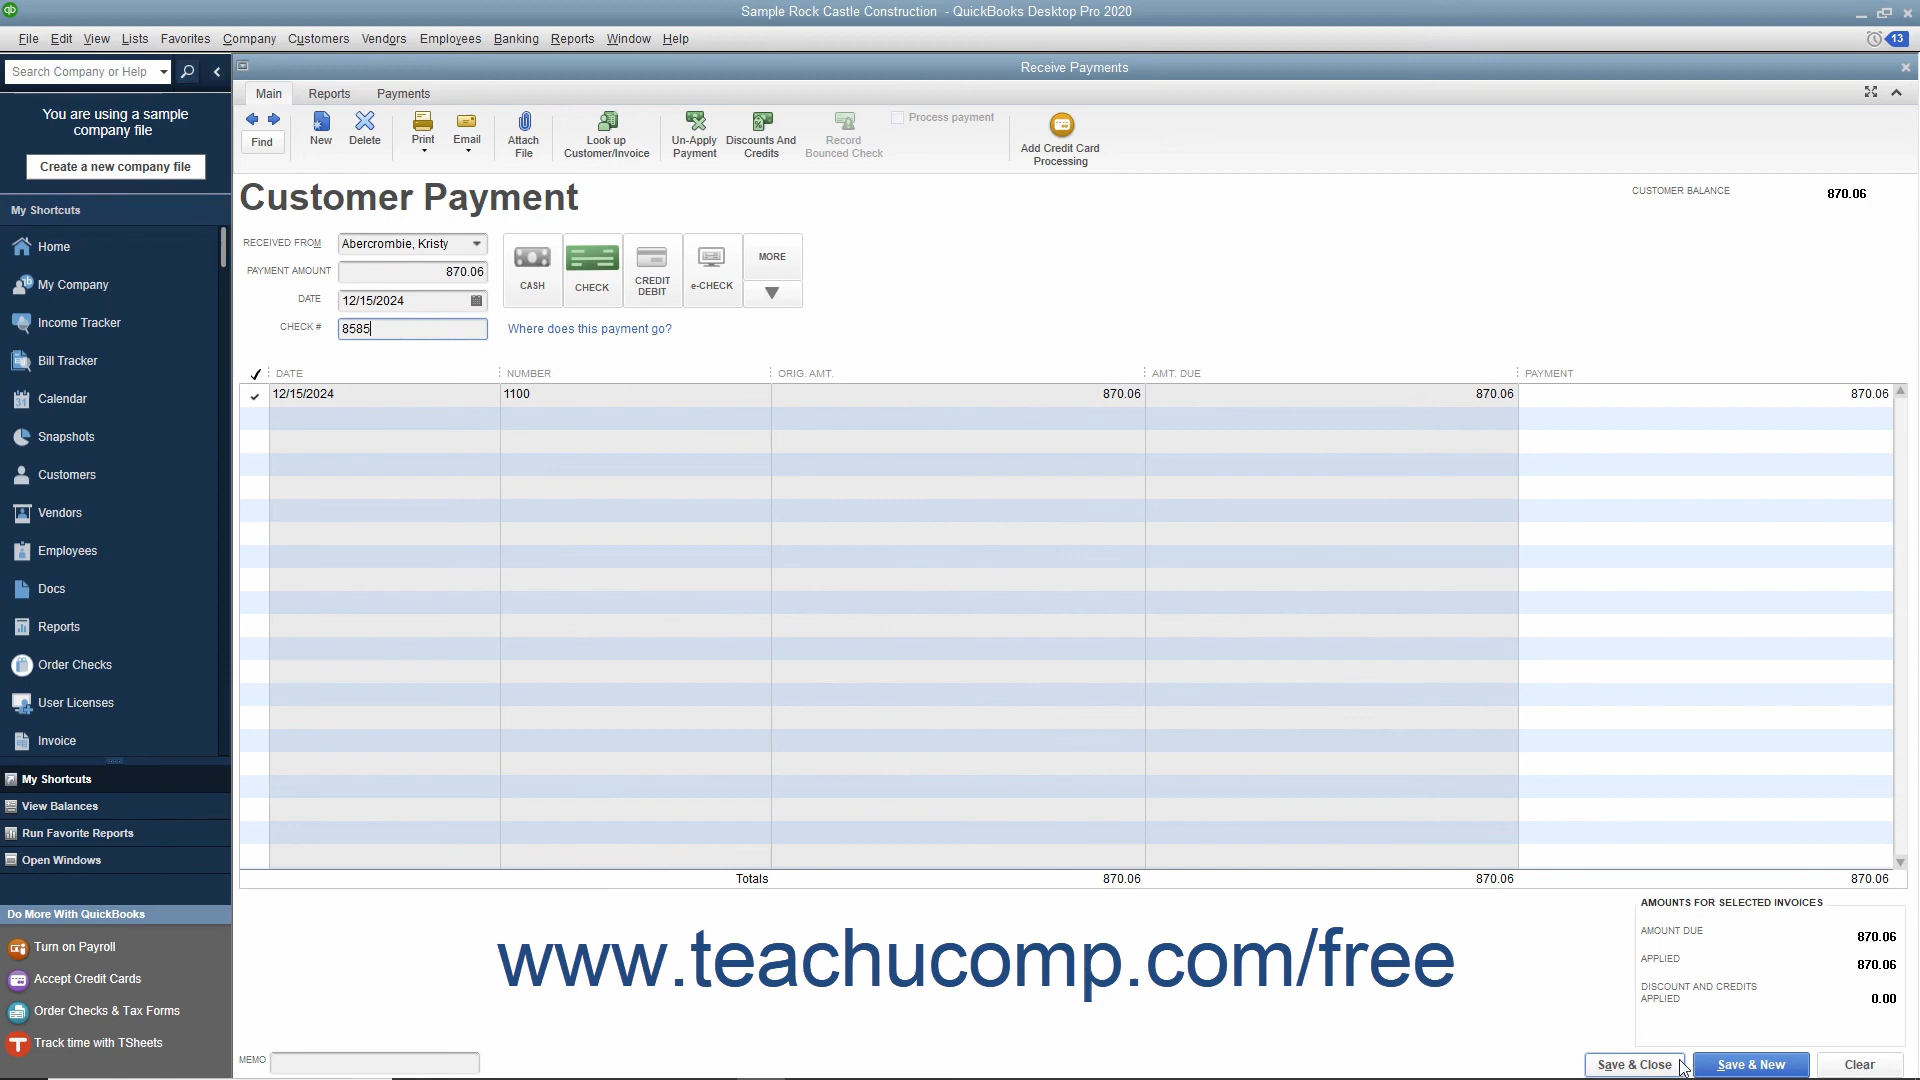 Sample Rock Castle Construction - QuickBooks Desktop Pro 2020
File Edit View Lists Favorites Company Customers Vendors Employees Banking Reports Window Help
13
Search Company or Help
Receive Payments
You are using a sample
company file
Create a new company file
My Shortcuts
Home
My Company
Income Tracker
Bill Tracker
Calendar
Snapshots
Customers
Vendors
Employees
Docs
Reports
Order Checks
User Licenses
Invoice
My Shortcuts
View Balances
Run Favorite Reports
Open Windows
Do More With QuickBooks
Turn on Payroll
Accept Credit Cards
Order Checks & Tax Forms
Track time with TSheets
Main Reports Payments
Find
New
Delete
Print
Email
Attach
File
Look up
Customer/Invoice
Un-Apply
Payment
Discounts And
Credits
Record
Bounced Check
Process payment
Add Credit Card
Processing
Customer Payment
CUSTOMER BALANCE 870.06
RECEIVED FROM Abercrombie, Kristy
PAYMENT AMOUNT 870.06
DATE 12/15/2024
CHECK # 8585
CASH
CHECK
CREDIT
DEBIT
e-CHECK
MORE
Where does this payment go?
DATE NUMBER ORIG. AMT. AMT. DUE PAYMENT
12/15/2024 1100 870.06 870.06 870.06
Totals 870.06 870.06 870.06
AMOUNTS FOR SELECTED INVOICES
AMOUNT DUE 870.06
APPLIED 870.06
DISCOUNT AND CREDITS
APPLIED 0.00
www.teachucomp.com/free
MEMO
Save & Close Save & New Clear